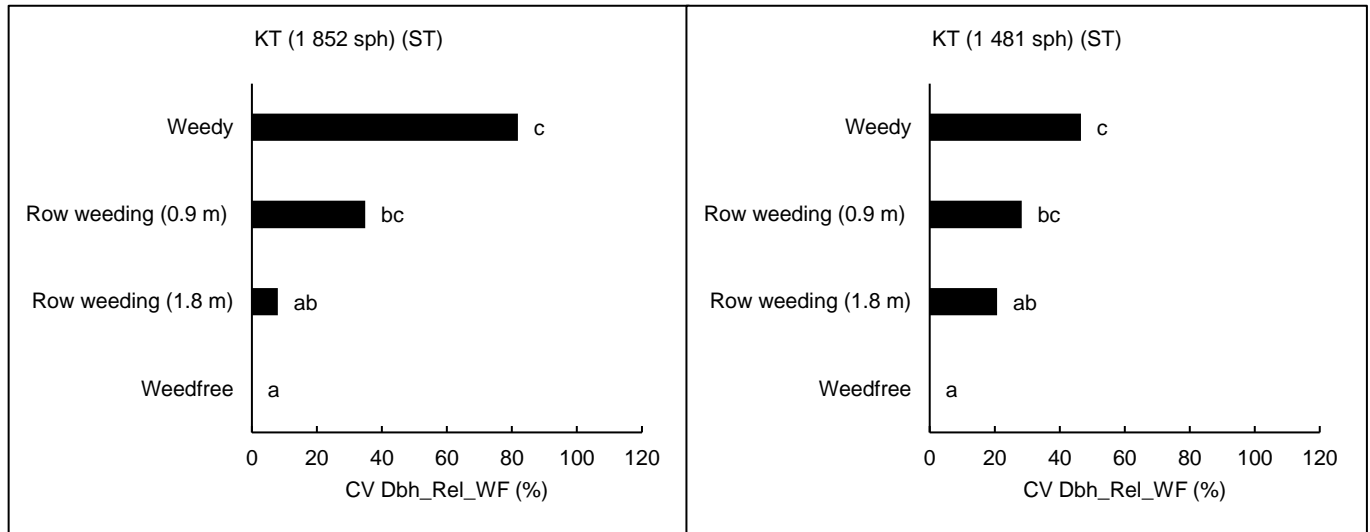 KT (1 852 sph) (ST)
Weedy
c
Row weeding (0.9 m)
bc
Row weeding (1.8 m)
ab
Weedfree
a
0 20 40 60 80 100 120
CV Dbh_Rel_WF (%)
KT (1 481 sph) (ST)
Weedy
c
Row weeding (0.9 m)
bc
Row weeding (1.8 m)
ab
Weedfree
a
0 20 40 60 80 100 120
CV Dbh_Rel_WF (%)